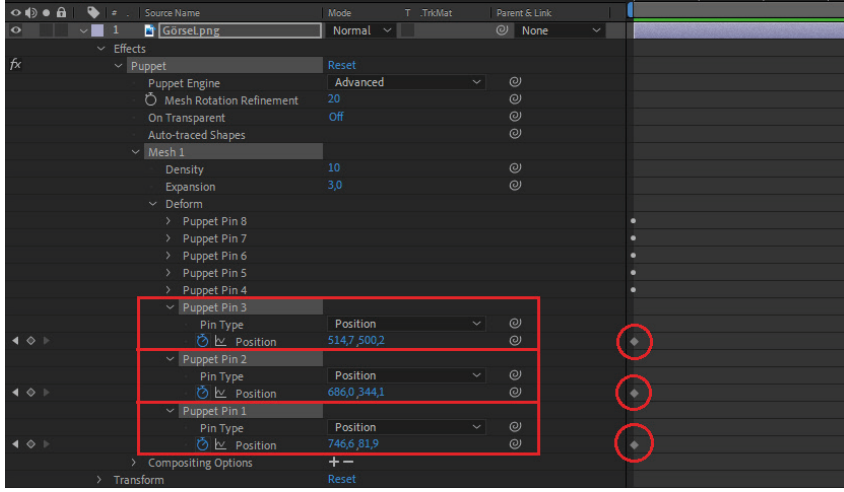 # . Source Name Mode T .TrkMat Parent & Link
1 Görsel.png Normal None
Effects
fx Puppet Reset
Puppet Engine Advanced
Mesh Rotation Refinement 20
On Transparent Off
Auto-traced Shapes
Mesh 1
Density 10
Expansion 3,0
Deform
Puppet Pin 8
Puppet Pin 7
Puppet Pin 6
Puppet Pin 5
Puppet Pin 4
Puppet Pin 3
Pin Type Position
Position 514,7 ,500,2
Puppet Pin 2
Pin Type Position
Position 686,0 ,344,1
Puppet Pin 1
Pin Type Position
Position 746,6 ,81,9
Compositing Options + −
Transform Reset